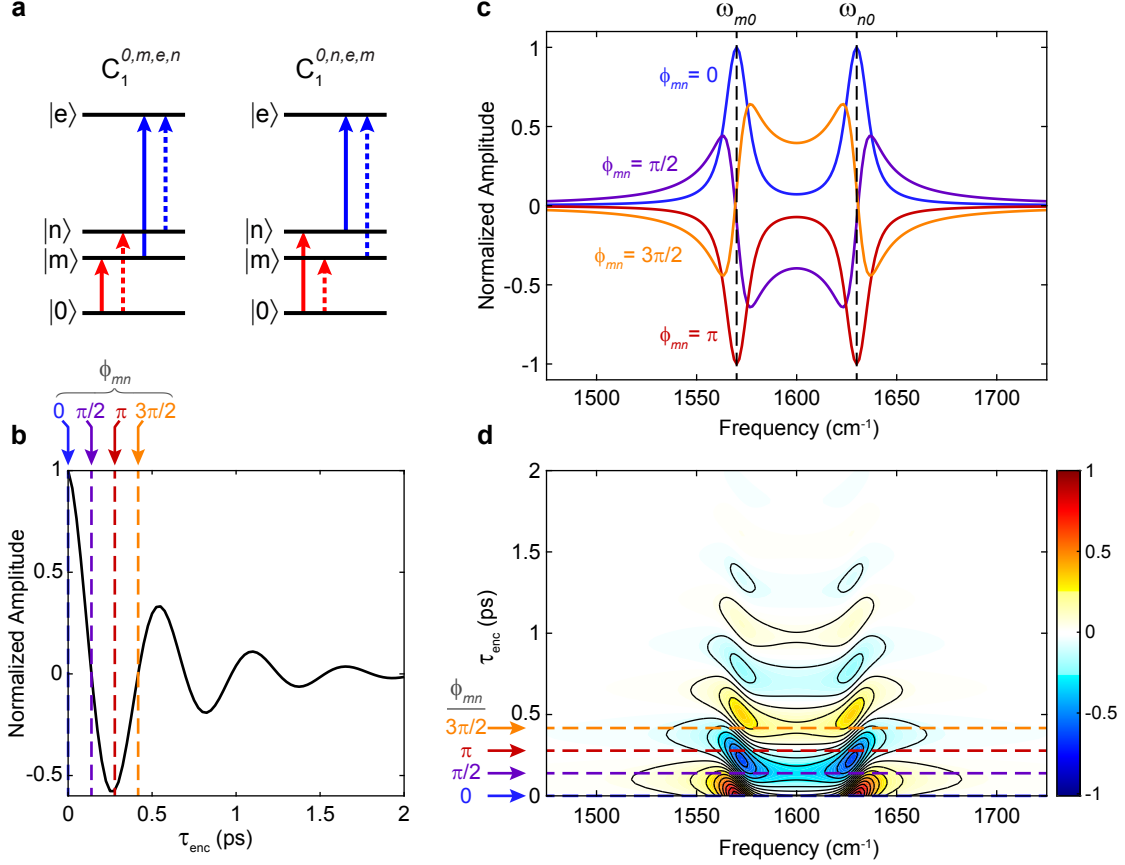 a
C₁^{0,m,e,n} C₁^{0,n,e,m}
|e⟩ |e⟩
|n⟩ |n⟩
|m⟩ |m⟩
|0⟩ |0⟩
b
ϕmn
0 π/2 π 3π/2
1
0.5
0
-0.5
0 0.5 1 1.5 2
Normalized Amplitude
τenc (ps)
c
ωm0 ωn0
ϕmn= 0
ϕmn= π/2
ϕmn= 3π/2
ϕmn= π
1
0.5
0
-0.5
-1
1500 1550 1600 1650 1700
Normalized Amplitude
Frequency (cm⁻¹)
d
2
1.5
1
0.5
0
τenc (ps)
ϕmn
3π/2
π
π/2
0
1500 1550 1600 1650 1700
Frequency (cm⁻¹)
1
0.5
0
-0.5
-1